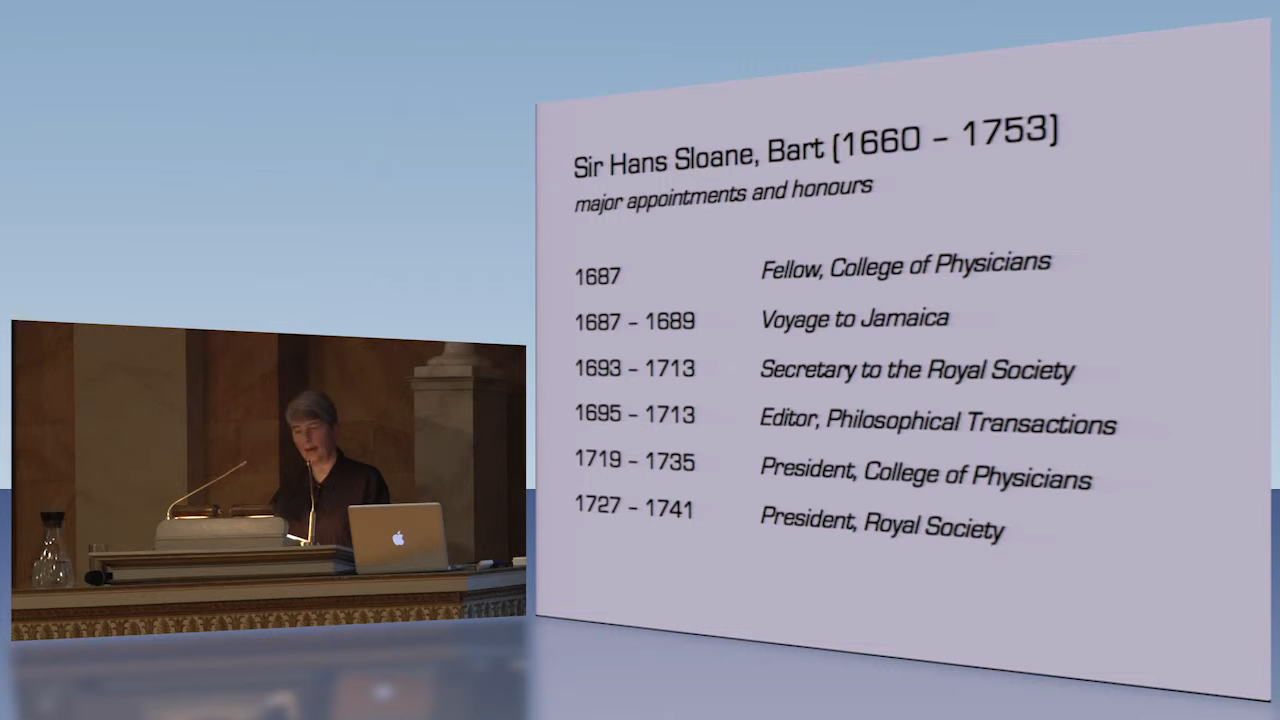 Sir Hans Sloane, Bart (1660 – 1753)
major appointments and honours
1687 Fellow, College of Physicians
1687 – 1689 Voyage to Jamaica
1693 – 1713 Secretary to the Royal Society
1695 – 1713 Editor, Philosophical Transactions
1719 – 1735 President, College of Physicians
1727 – 1741 President, Royal Society